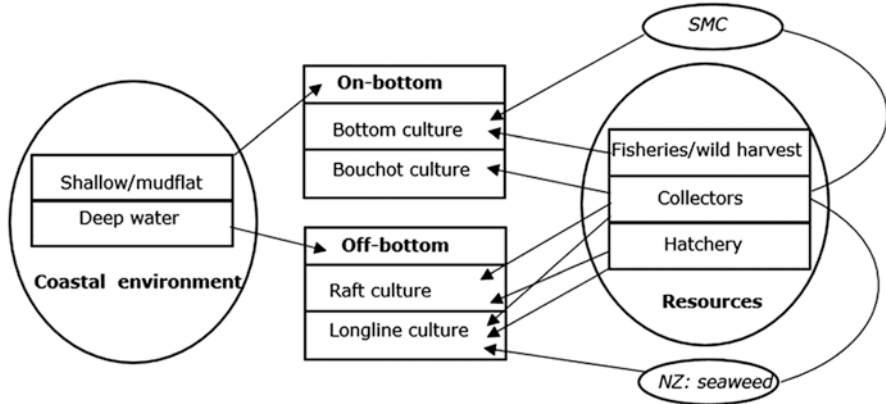 SMC
On-bottom
Bottom culture
Bouchot culture
Fisheries/wild harvest
Collectors
Hatchery
Resources
Shallow/mudflat
Deep water
Coastal environment
Off-bottom
Raft culture
Longline culture
NZ: seaweed